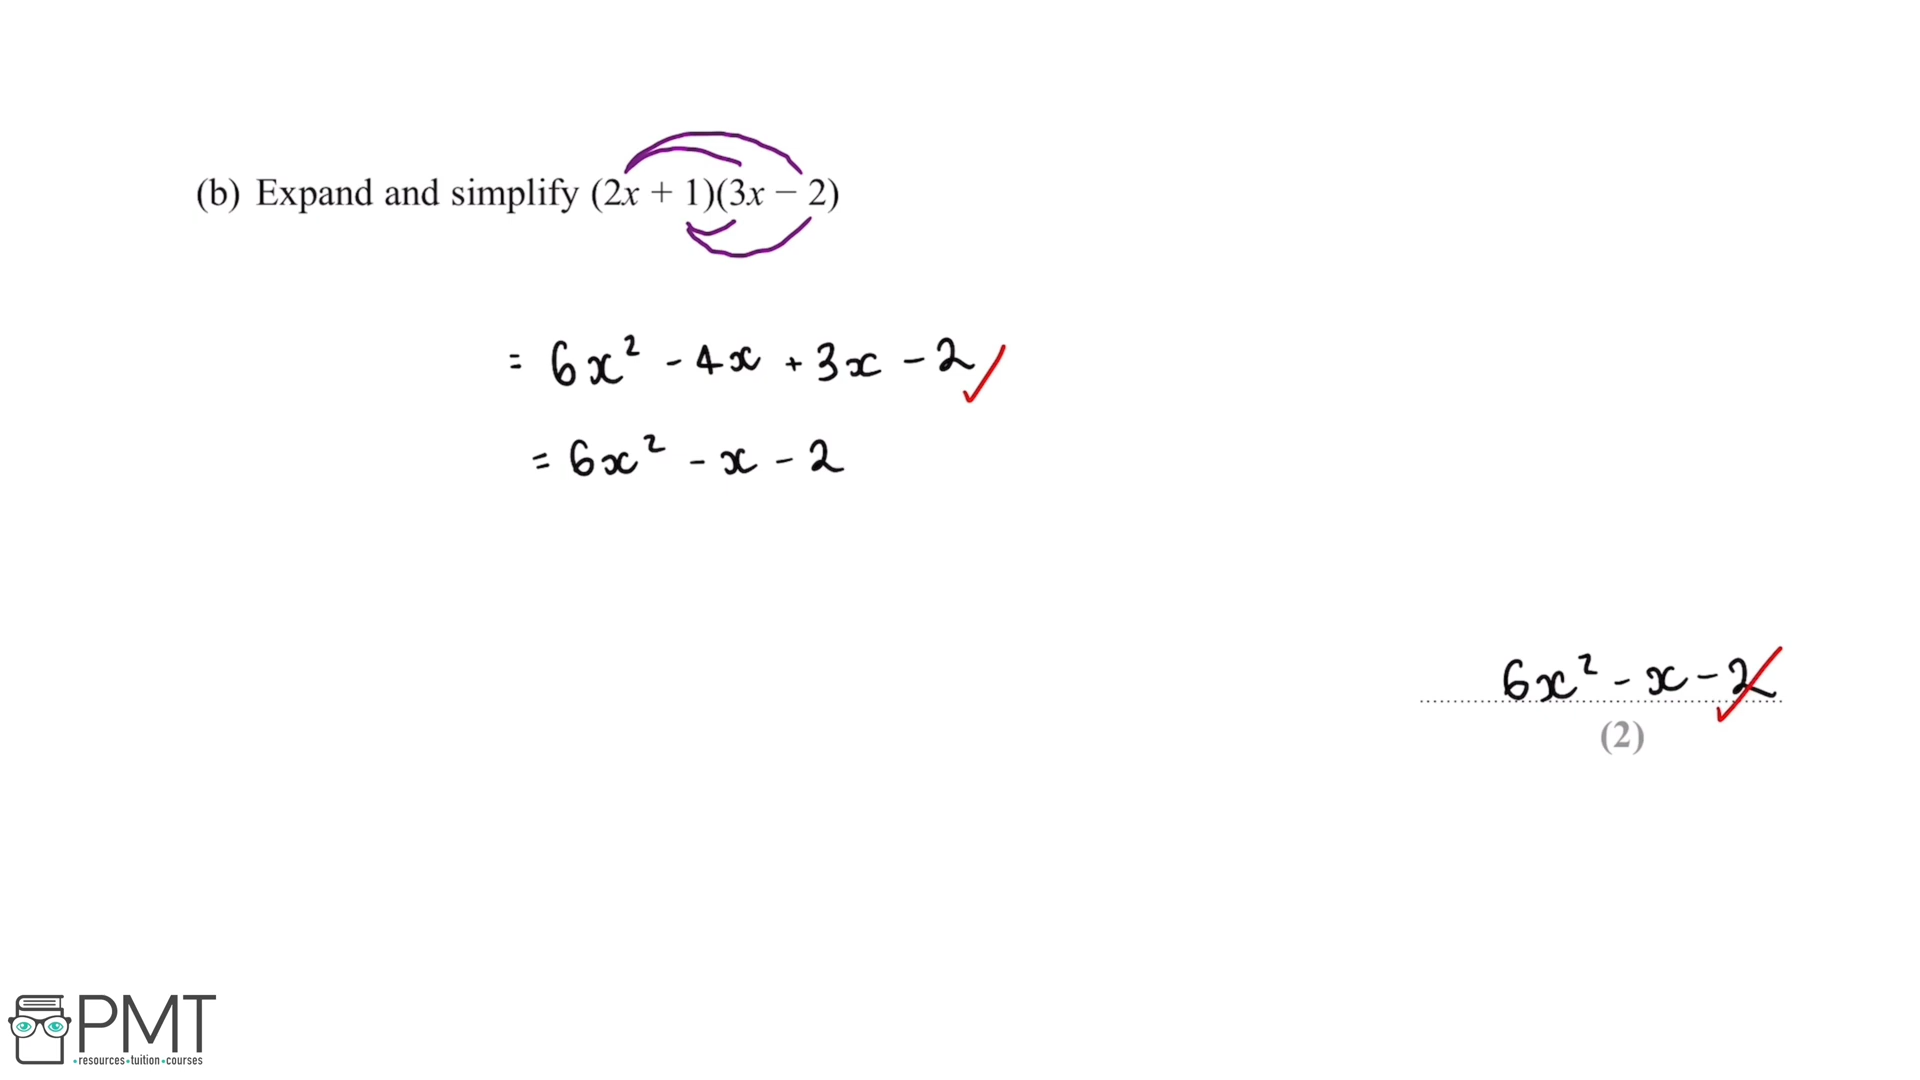 (b) Expand and simplify (2x + 1)(3x − 2)
= 6x² - 4x + 3x - 2
= 6x² - x - 2
6x² - x - 2
(2)
PMT
•resources•tuition•courses